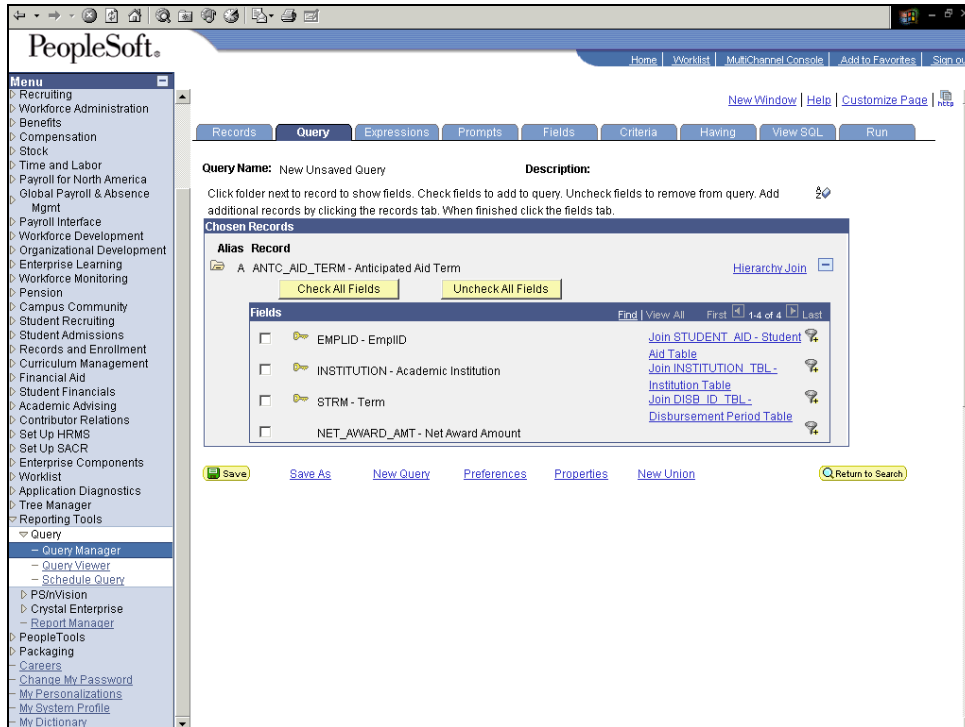 PeopleSoft.
Home | Worklist | MultiChannel Console | Add to Favorites | Sign ou
Menu
Recruiting
Workforce Administration
Benefits
Compensation
Stock
Time and Labor
Payroll for North America
Global Payroll & Absence
Mgmt
Payroll Interface
Workforce Development
Organizational Development
Enterprise Learning
Workforce Monitoring
Pension
Campus Community
Student Recruiting
Student Admissions
Records and Enrollment
Curriculum Management
Financial Aid
Student Financials
Academic Advising
Contributor Relations
Set Up HRMS
Set Up SACR
Enterprise Components
Worklist
Application Diagnostics
Tree Manager
Reporting Tools
Query
– Query Manager
– Query Viewer
– Schedule Query
PS/nVision
Crystal Enterprise
– Report Manager
PeopleTools
Packaging
– Careers
– Change My Password
– My Personalizations
– My System Profile
– My Dictionary
New Window | Help | Customize Page | http
Records Query Expressions Prompts Fields Criteria Having View SQL Run
Query Name: New Unsaved Query Description:
Click folder next to record to show fields. Check fields to add to query. Uncheck fields to remove from query. Add
additional records by clicking the records tab. When finished click the fields tab.
Chosen Records
Alias Record
A ANTC_AID_TERM - Anticipated Aid Term Hierarchy Join
Check All Fields Uncheck All Fields
Fields Find | View All First 1-4 of 4 Last
EMPLID - EmplID Join STUDENT_AID - Student
Aid Table
INSTITUTION - Academic Institution Join INSTITUTION_TBL -
Institution Table
STRM - Term Join DISB_ID_TBL -
Disbursement Period Table
NET_AWARD_AMT - Net Award Amount
Save Save As New Query Preferences Properties New Union Return to Search